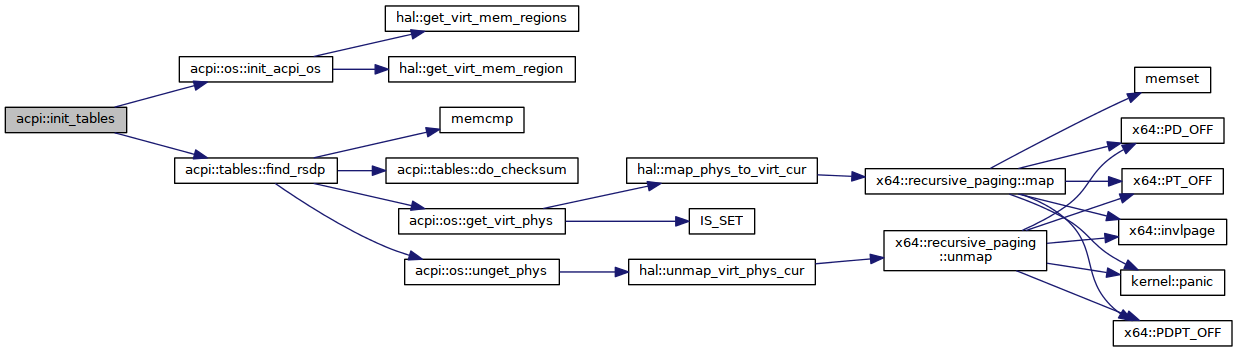 acpi::init_tables
acpi::os::init_acpi_os
acpi::tables::find_rsdp
hal::get_virt_mem_regions
hal::get_virt_mem_region
memcmp
acpi::tables::do_checksum
acpi::os::get_virt_phys
acpi::os::unget_phys
hal::map_phys_to_virt_cur
IS_SET
hal::unmap_virt_phys_cur
x64::recursive_paging::map
x64::recursive_paging
::unmap
memset
x64::PD_OFF
x64::PT_OFF
x64::invlpage
kernel::panic
x64::PDPT_OFF